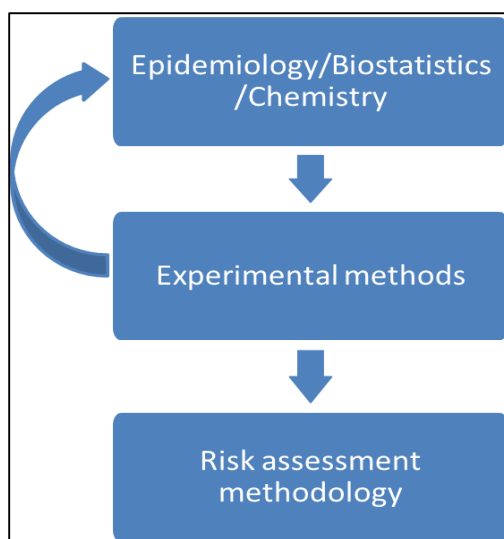 Epidemiology/Biostatistics
/Chemistry
Experimental methods
Risk assessment
methodology